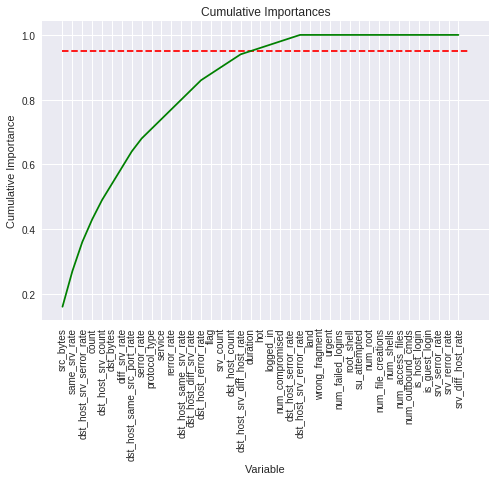 Cumulative Importances
Cumulative Importance
1.0
0.8
0.6
0.4
0.2
src_bytes
same_srv_rate
dst_host_srv_serror_rate
count
dst_host_srv_count
dst_bytes
diff_srv_rate
dst_host_same_src_port_rate
serror_rate
protocol_type
service
rerror_rate
dst_host_same_srv_rate
dst_host_diff_srv_rate
dst_host_rerror_rate
flag
srv_count
dst_host_count
dst_host_srv_diff_host_rate
duration
hot
logged_in
num_compromised
dst_host_serror_rate
dst_host_srv_rerror_rate
land
wrong_fragment
urgent
num_failed_logins
root_shell
su_attempted
num_root
num_file_creations
num_shells
num_access_files
num_outbound_cmds
is_host_login
is_guest_login
srv_serror_rate
srv_rerror_rate
srv_diff_host_rate
Variable